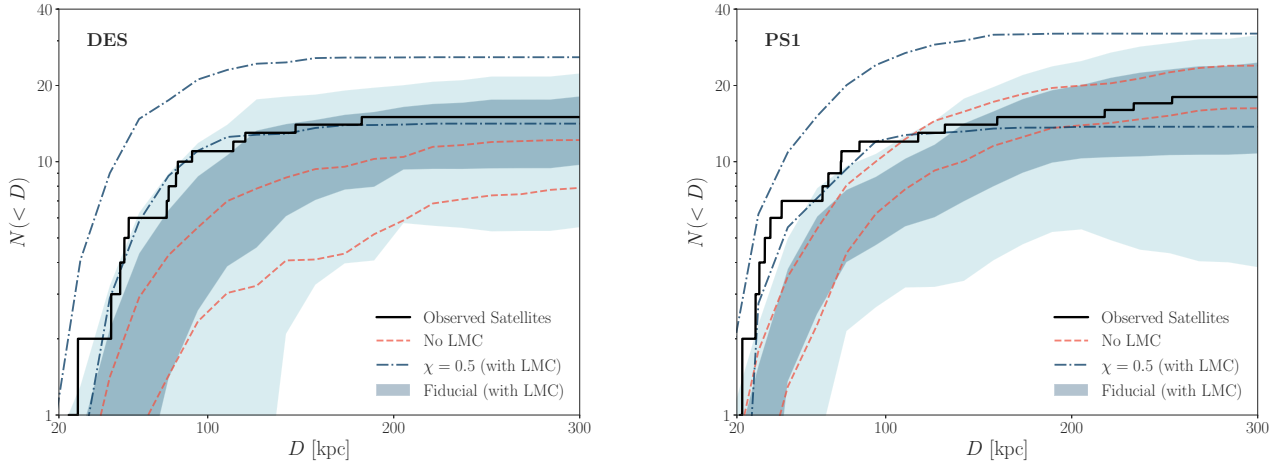 DES
N(< D)
40
20
10
1
20
100
200
300
D [kpc]
Observed Satellites
No LMC
χ = 0.5 (with LMC)
Fiducial (with LMC)
PS1
N(< D)
40
20
10
1
20
100
200
300
D [kpc]
Observed Satellites
No LMC
χ = 0.5 (with LMC)
Fiducial (with LMC)